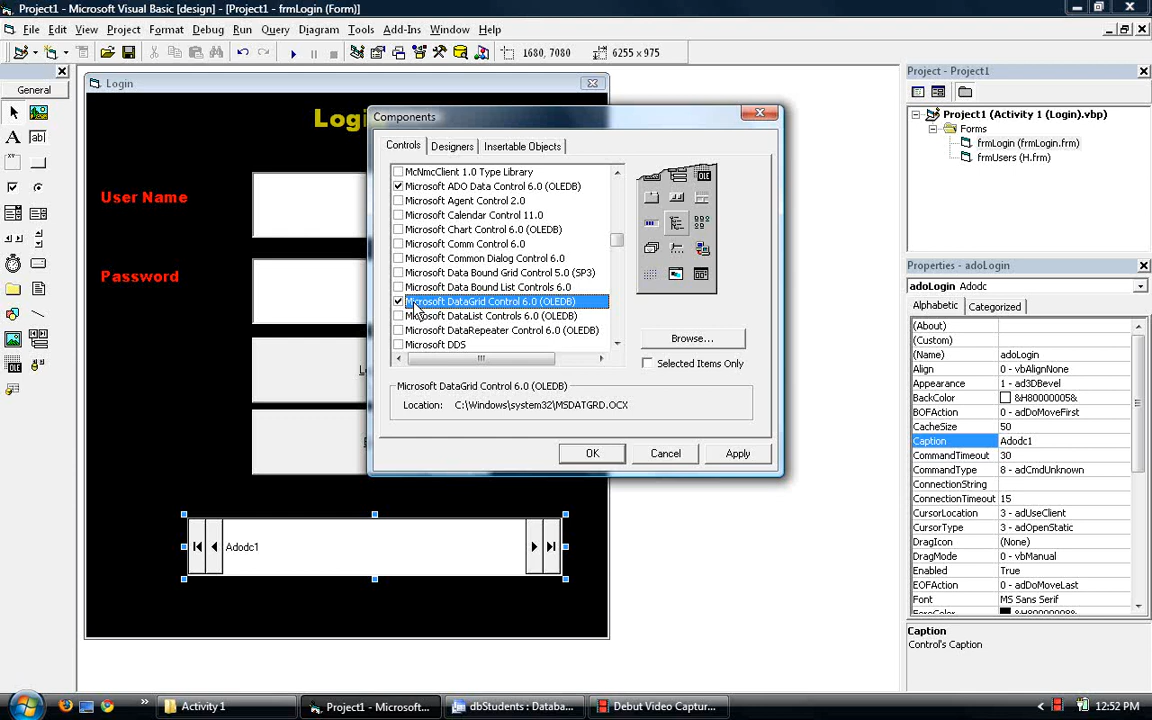 Project1 - Microsoft Visual Basic [design] - [Project1 - frmLogin (Form)]
File Edit View Project Format Debug Run Query Diagram Tools Add-Ins Window Help
1680, 7080 6255 x 975
General
Login
User Name
Password
Adodc1
Components
Controls Designers Insertable Objects
McNmcClient 1.0 Type Library
Microsoft ADO Data Control 6.0 (OLEDB)
Microsoft Agent Control 2.0
Microsoft Calendar Control 11.0
Microsoft Chart Control 6.0 (OLEDB)
Microsoft Comm Control 6.0
Microsoft Common Dialog Control 6.0
Microsoft Data Bound Grid Control 5.0 (SP3)
Microsoft Data Bound List Controls 6.0
Microsoft DataGrid Control 6.0 (OLEDB)
Microsoft DataList Controls 6.0 (OLEDB)
Microsoft DataRepeater Control 6.0 (OLEDB)
Microsoft DDS
Browse...
Selected Items Only
Microsoft DataGrid Control 6.0 (OLEDB)
Location: C:\Windows\system32\MSDATGRD.OCX
OK Cancel Apply
Project - Project1
Project1 (Activity 1 (Login).vbp)
Forms
frmLogin (frmLogin.frm)
frmUsers (H.frm)
Properties - adoLogin
adoLogin Adodc
Alphabetic Categorized
(About)
(Custom)
(Name) adoLogin
Align 0 - vbAlignNone
Appearance 1 - ad3DBevel
BackColor &H80000005&
BOFAction 0 - adDoMoveFirst
CacheSize 50
Caption Adodc1
CommandTimeout 30
CommandType 8 - adCmdUnknown
ConnectionString
ConnectionTimeout 15
CursorLocation 3 - adUseClient
CursorType 3 - adOpenStatic
DragIcon (None)
DragMode 0 - vbManual
Enabled True
EOFAction 0 - adDoMoveLast
Font MS Sans Serif
ForeColor &H80000008&
Caption
Control's Caption
Activity 1
Project1 - Microsoft...
dbStudents : Databa...
Debut Video Captur...
12:52 PM